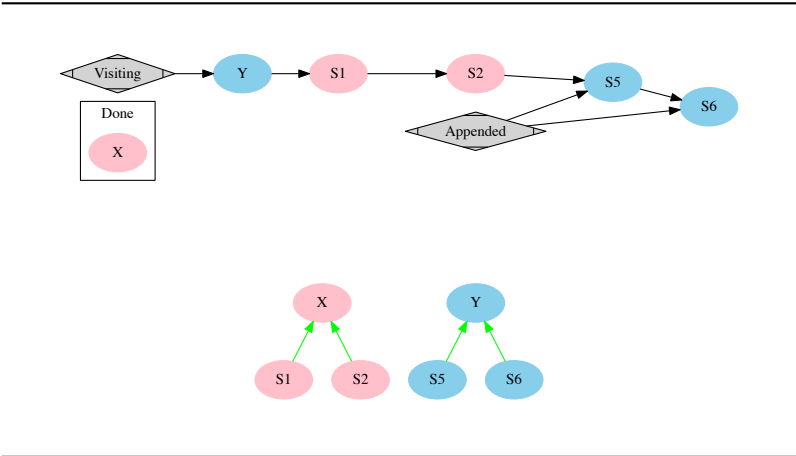 Visiting
Y
S1
S2
S5
S6
Done
X
Appended
X
Y
S1
S2
S5
S6